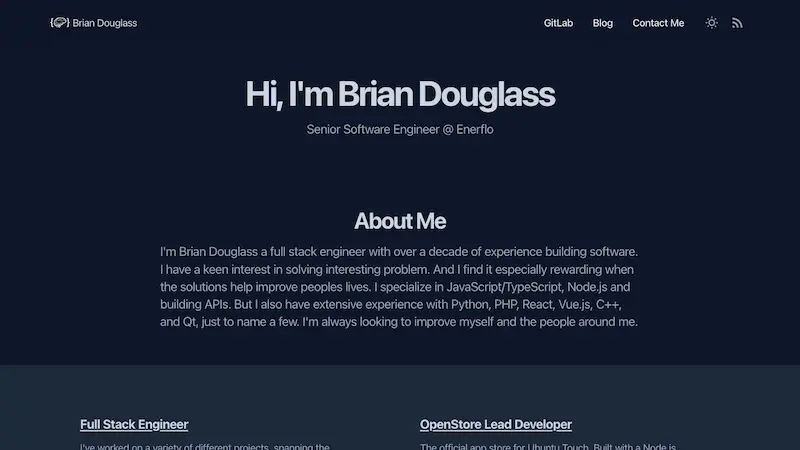 Brian Douglass
GitLab Blog Contact Me
Hi, I'm Brian Douglass
Senior Software Engineer @ Enerflo
About Me
I'm Brian Douglass a full stack engineer with over a decade of experience building software.
I have a keen interest in solving interesting problem. And I find it especially rewarding when
the solutions help improve peoples lives. I specialize in JavaScript/TypeScript, Node.js and
building APIs. But I also have extensive experience with Python, PHP, React, Vue.js, C++,
and Qt, just to name a few. I'm always looking to improve myself and the people around me.
Full Stack Engineer
I've worked on a variety of different projects, spanning the
OpenStore Lead Developer
The official app store for Ubuntu Touch. Built with a Node.js